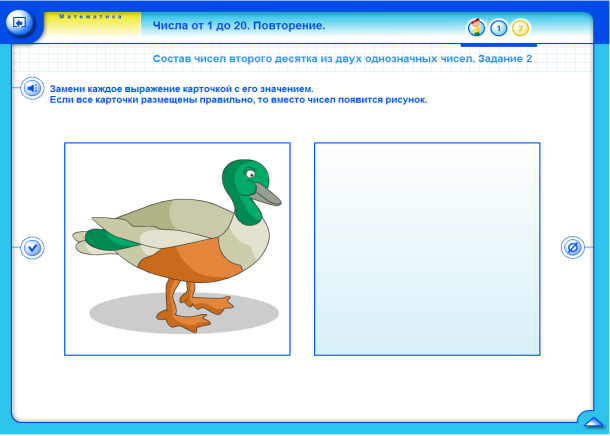 Математика
Числа от 1 до 20. Повторение.
1
2
Состав чисел второго десятка из двух однозначных чисел. Задание 2
Замени каждое выражение карточкой с его значением.
Если все карточки размещены правильно, то вместо чисел появится рисунок.